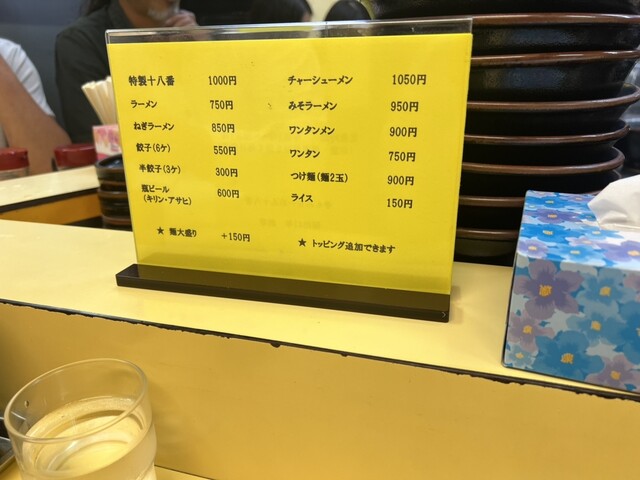 特製十八番 1000円
ラーメン 750円
ねぎラーメン 850円
餃子(6ケ) 550円
半餃子(3ケ) 300円
瓶ビール
(キリン・アサヒ) 600円
チャーシューメン 1050円
みそラーメン 950円
ワンタンメン 900円
ワンタン 750円
つけ麺(麺2玉) 900円
ライス 150円
★ 麺大盛り +150円
★ トッピング追加できます